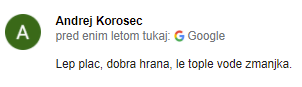 A
Andrej Korosec
pred enim letom tukaj: G Google
Lep plac, dobra hrana, le tople vode zmanjka.